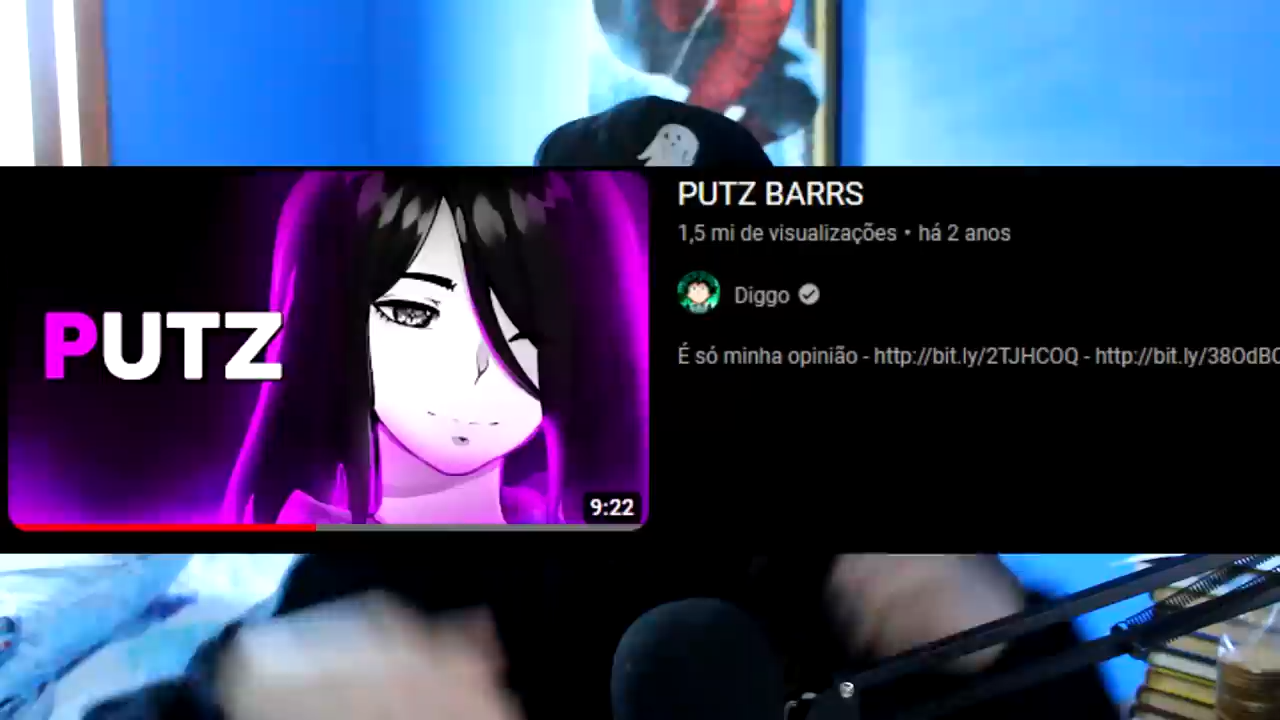 PUTZ BARRS
1,5 mi de visualizações • há 2 anos
PUTZ
Diggo
É só minha opinião - http://bit.ly/2TJHCOQ - http://bit.ly/38OdB
9:22